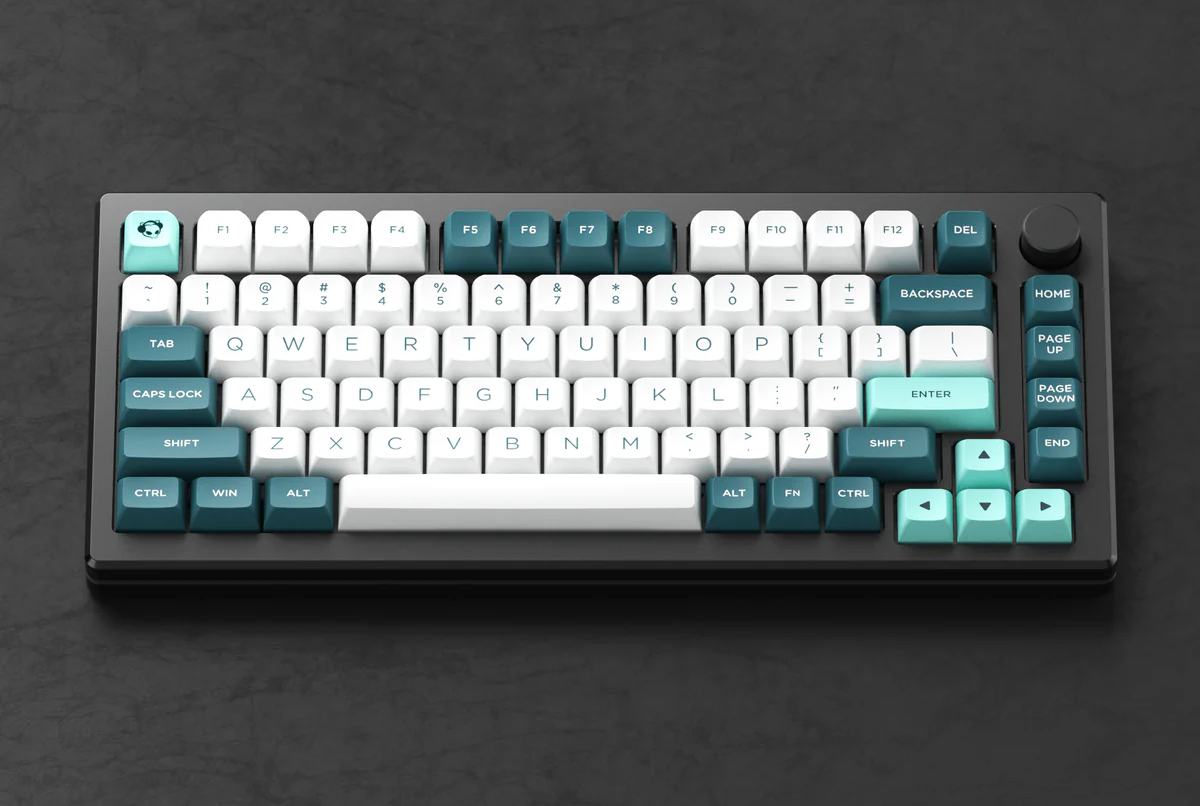 F1 F2 F3 F4 F5 F6 F7 F8 F9 F10 F11 F12 DEL
~ ! @ # $ % ^ & * ( ) — +
` 1 2 3 4 5 6 7 8 9 0 – = BACKSPACE HOME
TAB Q W E R T Y U I O P { [ } ] | \ PAGE
UP
CAPS LOCK A S D F G H J K L : ; " ' ENTER PAGE
DOWN
SHIFT Z X C V B N M < , > . ? / SHIFT END
▲
CTRL WIN ALT ALT FN CTRL ◄ ▼ ►